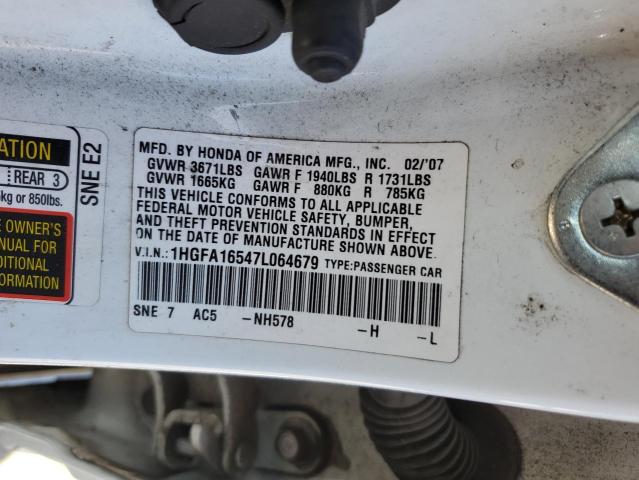 ATION
REAR 3
kg or 850lbs.
E OWNER'S
ANUAL FOR
DITIONAL
ORMATION
SNE E2
MFD. BY HONDA OF AMERICA MFG., INC. 02/'07
GVWR 3671LBS GAWR F 1940LBS R 1731LBS
GVWR 1665KG GAWR F 880KG R 785KG
THIS VEHICLE CONFORMS TO ALL APPLICABLE
FEDERAL MOTOR VEHICLE SAFETY, BUMPER,
AND THEFT PREVENTION STANDARDS IN EFFECT
ON THE DATE OF MANUFACTURE SHOWN ABOVE.
V.I.N.: 1HGFA16547L064679 TYPE:PASSENGER CAR
SNE 7 AC5 -NH578 -H -L